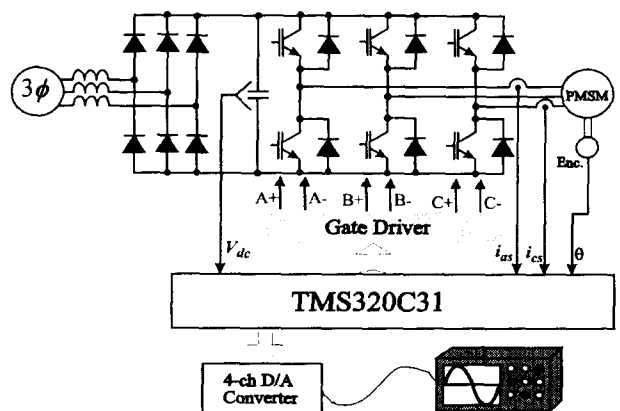 3ϕ
PMSM
Enc.
A+ A- B+ B- C+ C-
Gate Driver
V_dc
i_as i_cs θ
TMS320C31
4-ch D/A
Converter